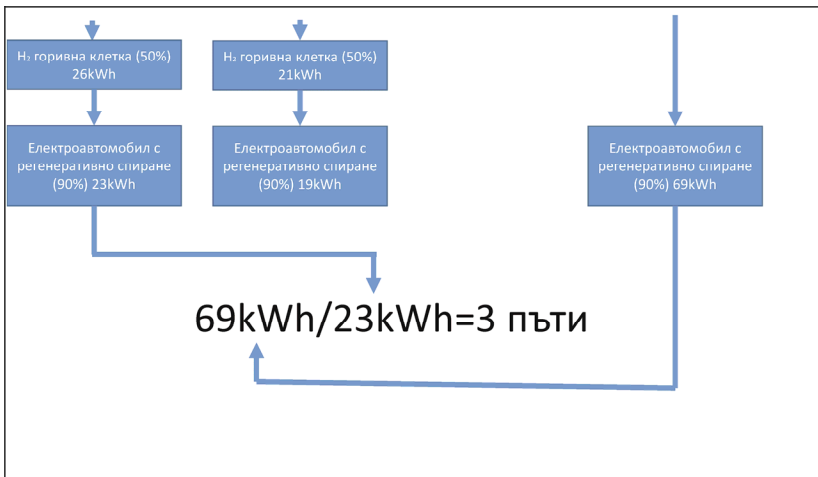 H₂ горивна клетка (50%)
26kWh
H₂ горивна клетка (50%)
21kWh
Електроавтомобил с
регенеративно спиране
(90%) 23kWh
Електроавтомобил с
регенеративно спиране
(90%) 19kWh
Електроавтомобил с
регенеративно спиране
(90%) 69kWh
69kWh/23kWh=3 пъти